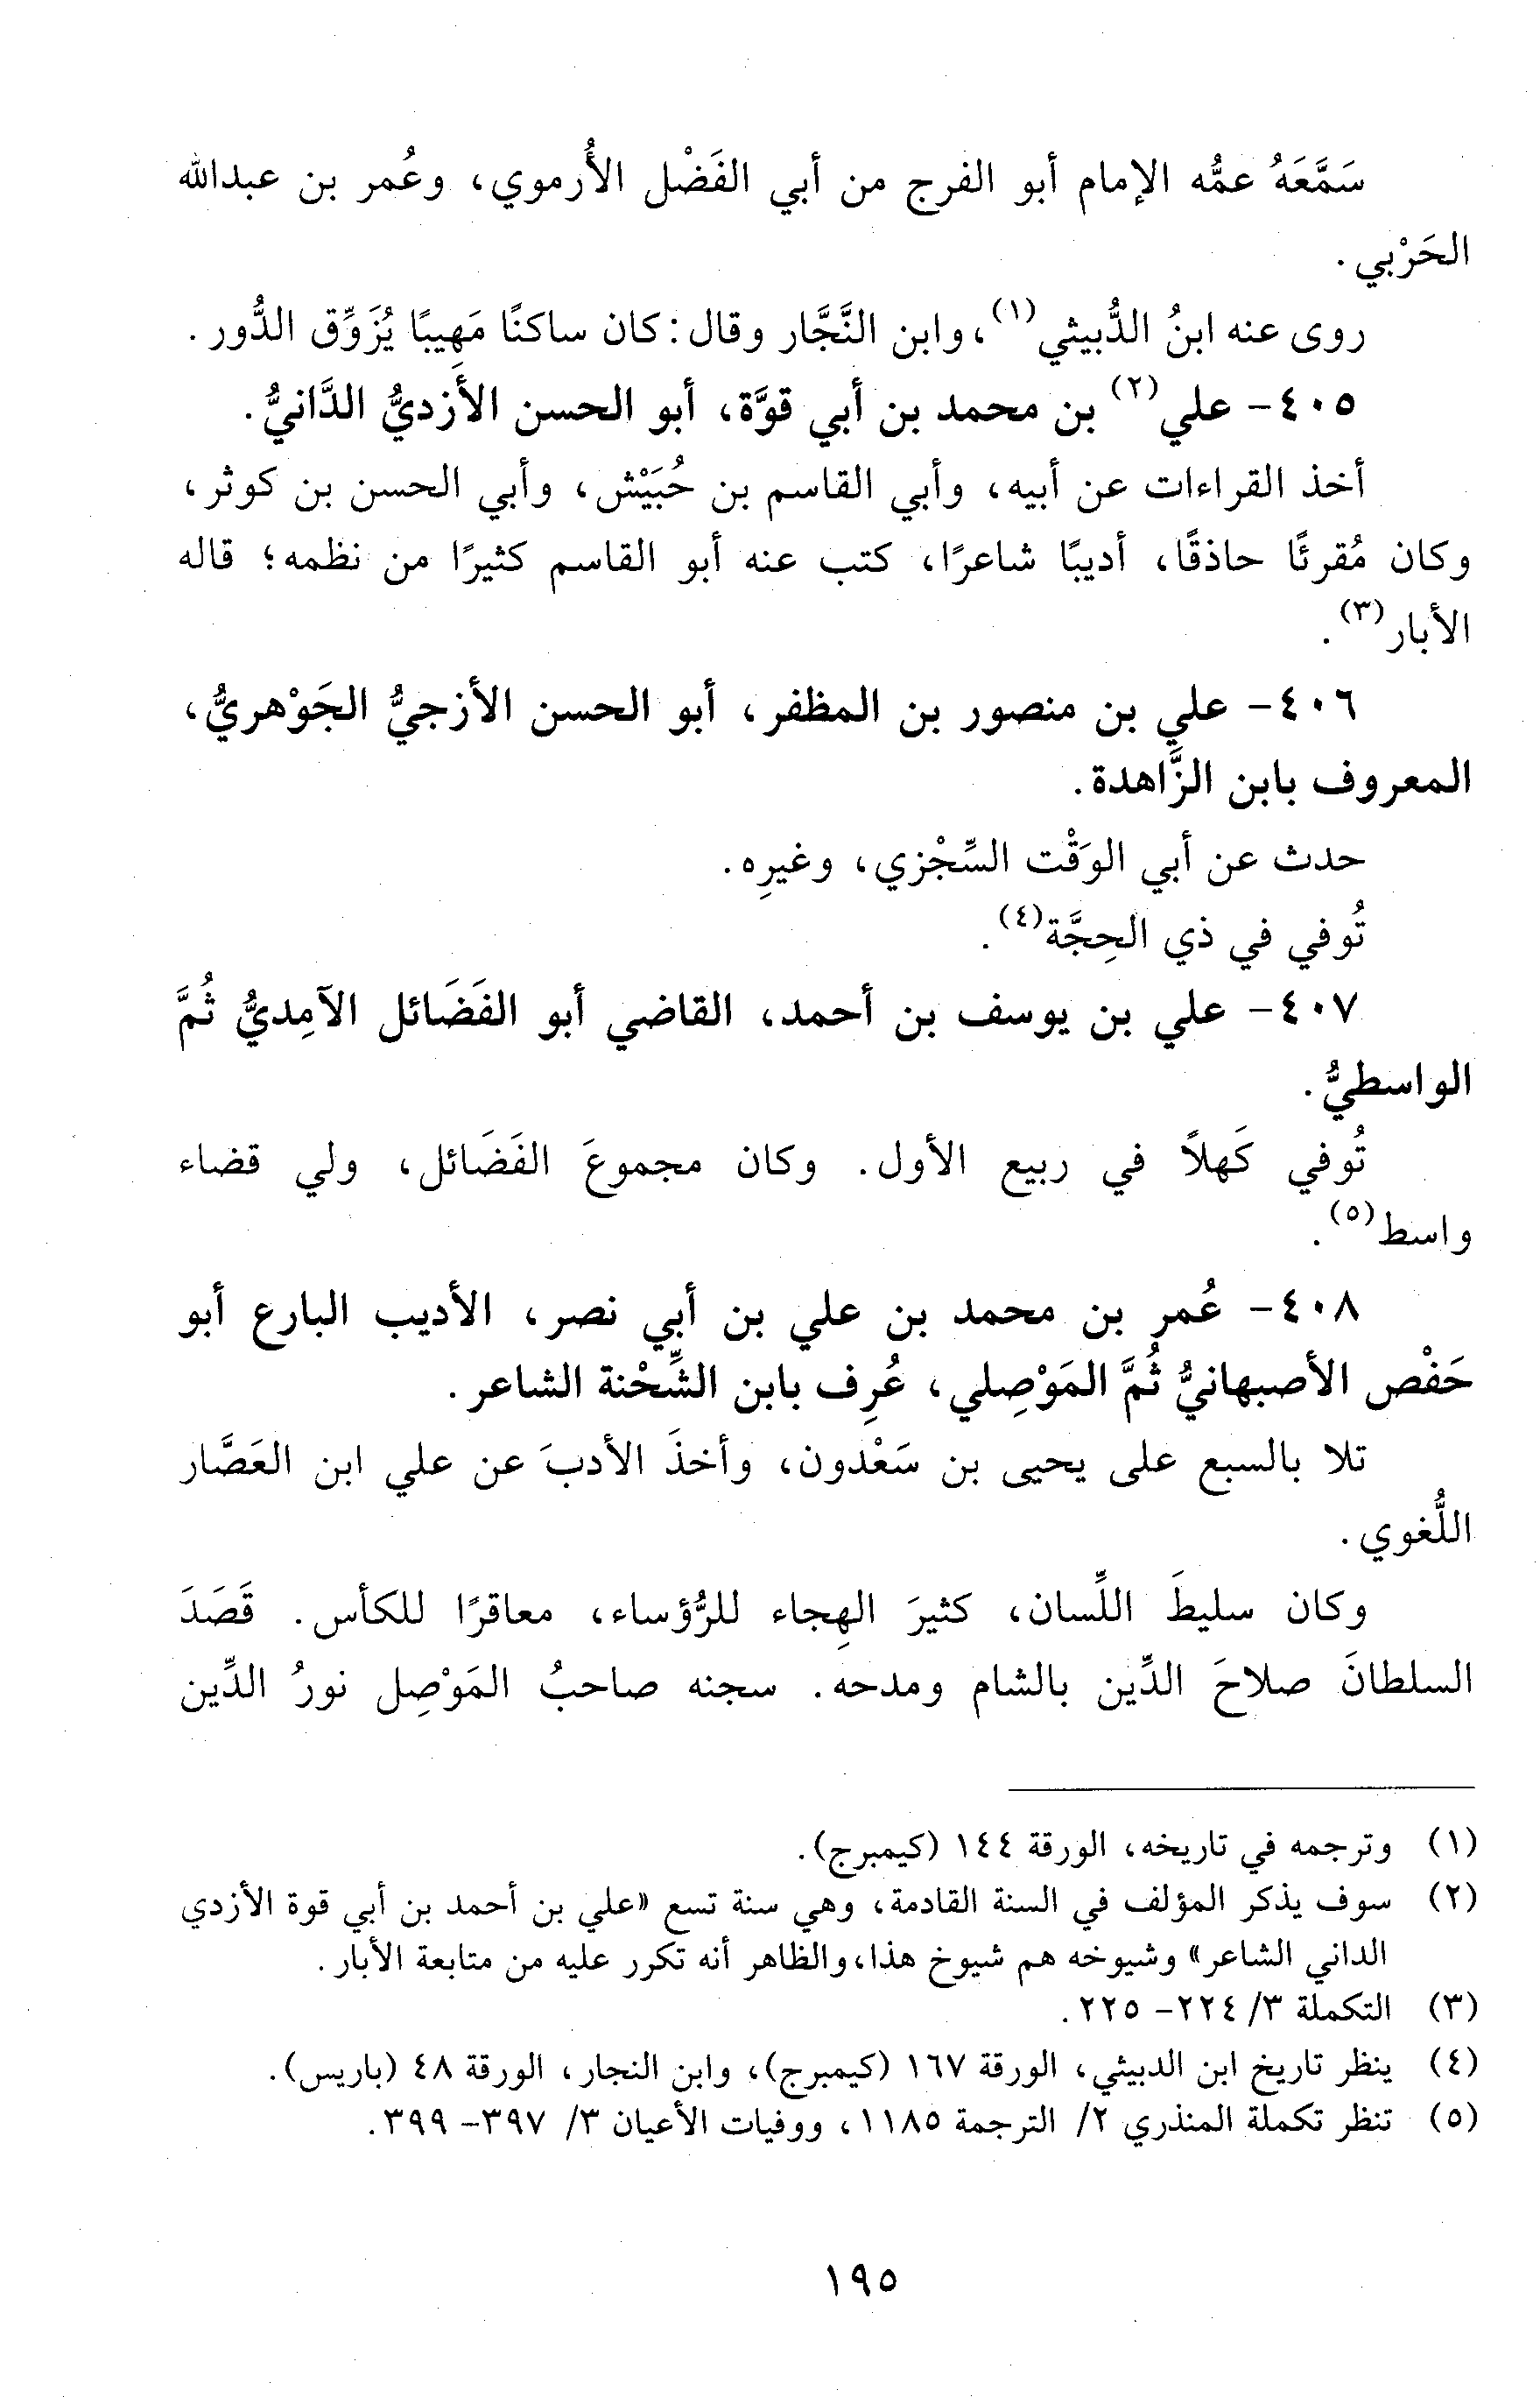 سَمَّعَهُ عمُّه الإمام أبو الفرج من أبي الفَضْل الأُرموي، وعُمر بن عبدالله
الحَرْبي.
روى عنه ابنُ الدُّبيثي(١)، وابن النَّجَّار وقال: كان ساكنًا مَهِيبًا يُزَوِّق الدُّور.
٤٠٥- علي(٢) بن محمد بن أبي قوَّة، أبو الحسن الأَزديُّ الدَّانيُّ.
أخذ القراءات عن أبيه، وأبي القاسم بن حُبَيْش، وأبي الحسن بن كوثر،
وكان مُقرئًا حاذقًا، أديبًا شاعرًا، كتب عنه أبو القاسم كثيرًا من نظمه؛ قاله
الأبار(٣).
٤٠٦- علي بن منصور بن المظفر، أبو الحسن الأزجيُّ الجَوْهريُّ،
المعروف بابن الزَّاهدة.
حدث عن أبي الوَقْت السِّجْزي، وغيرِه.
تُوفي في ذي الحِجَّة(٤).
٤٠٧- علي بن يوسف بن أحمد، القاضي أبو الفَضَائل الآمِديُّ ثُمَّ
الواسطيُّ.
تُوفي كَهلاً في ربيع الأول. وكان مجموعَ الفَضَائل، ولي قضاء
واسط(٥).
٤٠٨- عُمر بن محمد بن علي بن أبي نصر، الأديب البارع أبو
حَفْص الأصبهانيُّ ثُمَّ المَوْصِلي، عُرِف بابن الشِّحْنة الشاعر.
تلا بالسبع على يحيى بن سَعْدون، وأخذَ الأدبَ عن علي ابن العَصَّار
اللُّغوي.
وكان سليطَ اللِّسان، كثيرَ الهِجاء للرُّؤساء، معاقرًا للكأس. قَصَدَ
السلطانَ صلاحَ الدِّين بالشام ومدحه. سجنه صاحبُ المَوْصِل نورُ الدِّين
(١) وترجمه في تاريخه، الورقة ١٤٤ (كيمبرج).
(٢) سوف يذكر المؤلف في السنة القادمة، وهي سنة تسع «علي بن أحمد بن أبي قوة الأزدي
الداني الشاعر» وشيوخه هم شيوخ هذا، والظاهر أنه تكرر عليه من متابعة الأبار.
(٣) التكملة ٣/ ٢٢٤- ٢٢٥.
(٤) ينظر تاريخ ابن الدبيثي، الورقة ١٦٧ (كيمبرج)، وابن النجار، الورقة ٤٨ (باريس).
(٥) تنظر تكملة المنذري ٢/ الترجمة ١١٨٥، ووفيات الأعيان ٣/ ٣٩٧- ٣٩٩.
١٩٥